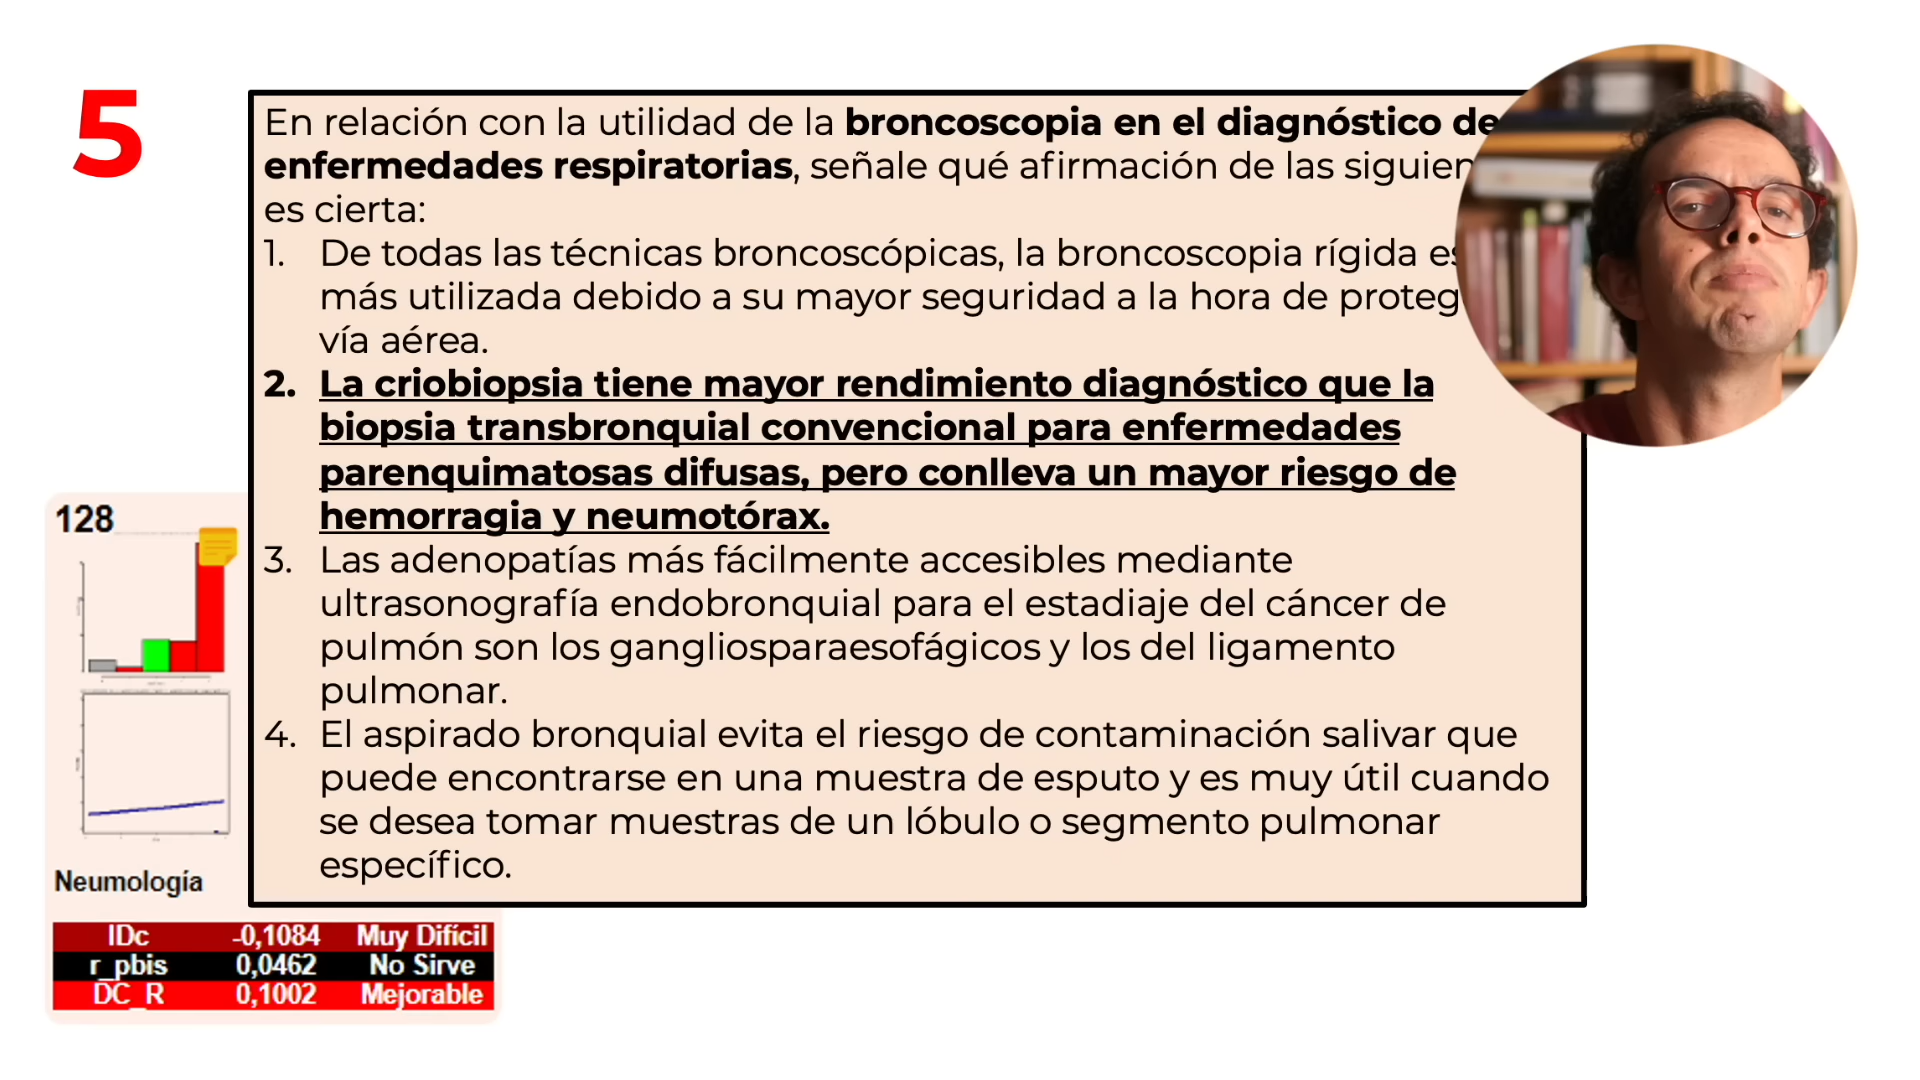 5
En relación con la utilidad de la broncoscopia en el diagnóstico de
enfermedades respiratorias, señale qué afirmación de las
es cierta:
1. De todas las técnicas broncoscópicas, la broncoscopia rígida
más utilizada debido a su mayor seguridad a la hora de
vía aérea.
2. La criobiopsia tiene mayor rendimiento diagnóstico que la
biopsia transbronquial convencional para enfermedades
parenquimatosas difusas, pero conlleva un mayor riesgo de
hemorragia y neumotórax.
3. Las adenopatías más fácilmente accesibles mediante
ultrasonografía endobronquial para el estadiaje del cáncer de
pulmón son los gangliosparaesofágicos y los del ligamento
pulmonar.
4. El aspirado bronquial evita el riesgo de contaminación salivar que
puede encontrarse en una muestra de esputo y es muy útil cuando
se desea tomar muestras de un lóbulo o segmento pulmonar
específico.
128
Neumología
IDc -0,1084 Muy Difícil
r_pbis 0,0462 No Sirve
DC_R 0,1002 Mejorable